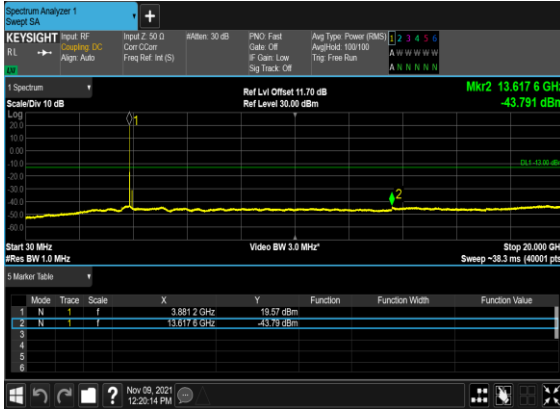 Spectrum Analyzer 1
Swept SA
+
KEYSIGHT Input: RF Input Z: 50 Ω #Atten: 30 dB PNO: Fast Avg Type: Power (RMS) 1 2 3 4 5 6
RL Coupling: DC Corr CCorr Gate: Off Avg|Hold: 100/100 A W W W W W
Align: Auto Freq Ref: Int (S) IF Gain: Low Trig: Free Run
Sig Track: Off A N N N N N
1 Spectrum Ref Lvl Offset 11.70 dB Mkr2 13.617 6 GHz
Scale/Div 10 dB Ref Level 30.00 dBm -43.791 dBm
Log
20.0
10.0
0.00
-10.0 DL1 -13.00 dBm
-20.0
-30.0
-40.0
-50.0
-60.0
1
2
Start 30 MHz Video BW 3.0 MHz* Stop 20.000 GH
#Res BW 1.0 MHz Sweep ~38.3 ms (40001 pts
5 Marker Table
Mode Trace Scale X Y Function Function Width Function Value
1 N 1 f 3.881 2 GHz 19.57 dBm
2 N 1 f 13.617 6 GHz -43.79 dBm
3
4
5
6
? Nov 09, 2021
12:20:14 PM